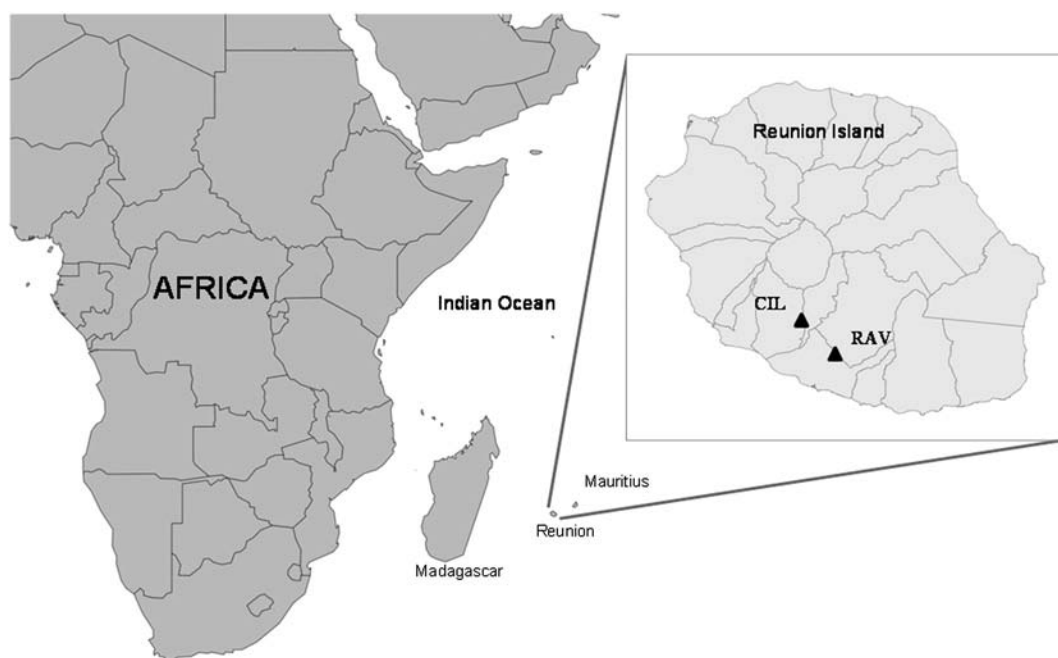 AFRICA
Indian Ocean
Madagascar
Reunion
Mauritius
Reunion Island
CIL
RAV